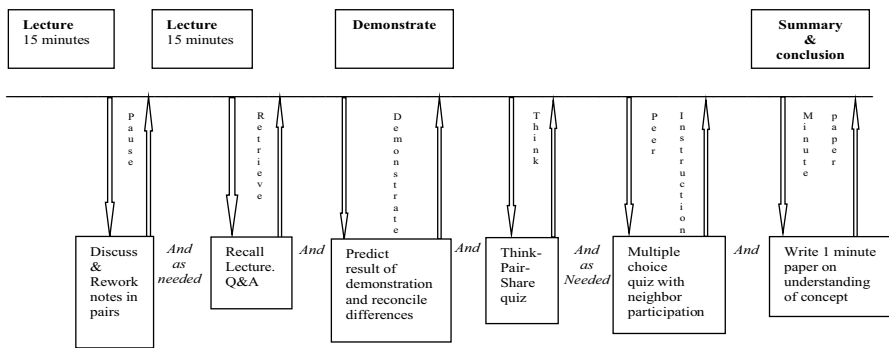 Lecture
15 minutes
Lecture
15 minutes
Demonstrate
Summary
&
conclusion
Pause
Retrieve
Demonstrate
Think
Peer
Instruction
Minute
paper
Discuss
&
Rework
notes in
pairs
And
as
needed
Recall
Lecture.
Q&A
And
Predict
result of
demonstration
and reconcile
differences
And
Think-
Pair-
Share
quiz
And
as
Needed
Multiple
choice
quiz with
neighbor
participation
And
Write 1 minute
paper on
understanding
of concept